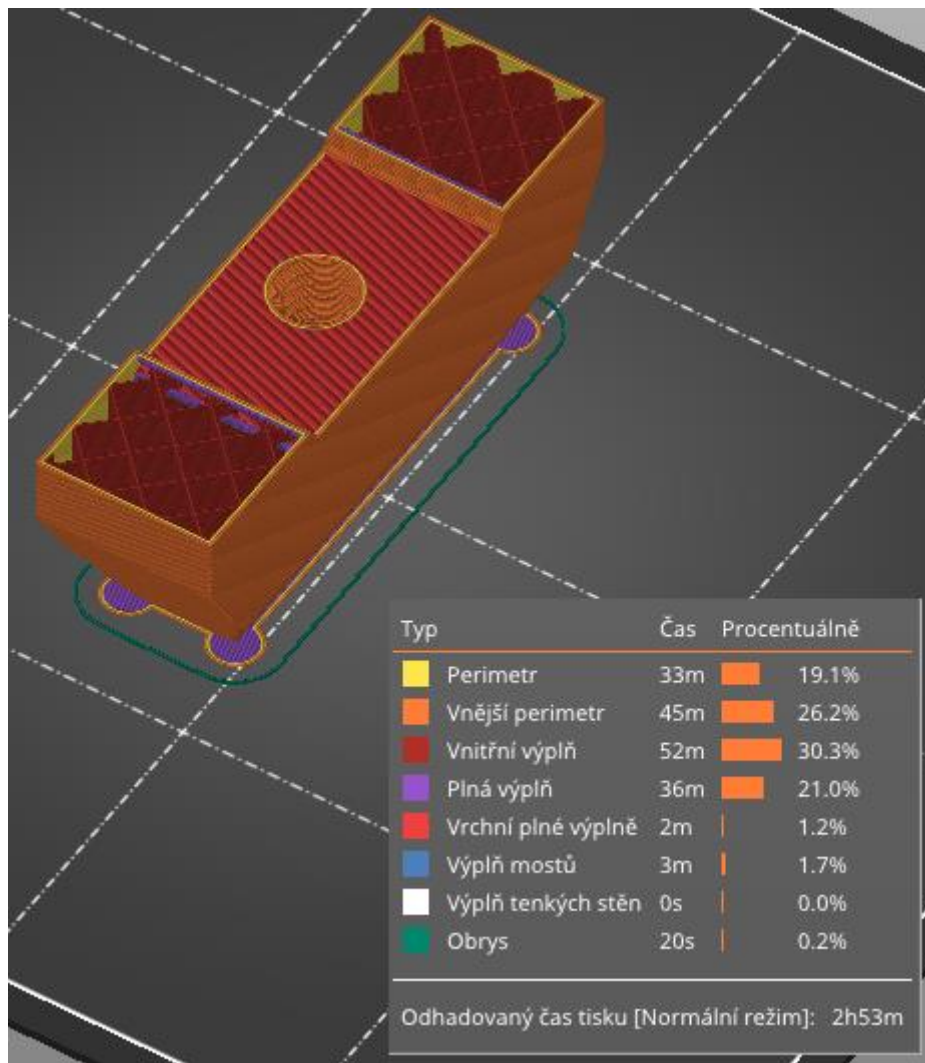 Typ Čas Procentuálně
Perimetr 33m 19.1%
Vnější perimetr 45m 26.2%
Vnitřní výplň 52m 30.3%
Plná výplň 36m 21.0%
Vrchní plné výplně 2m 1.2%
Výplň mostů 3m 1.7%
Výplň tenkých stěn 0s 0.0%
Obrys 20s 0.2%
Odhadovaný čas tisku [Normální režim]: 2h53m